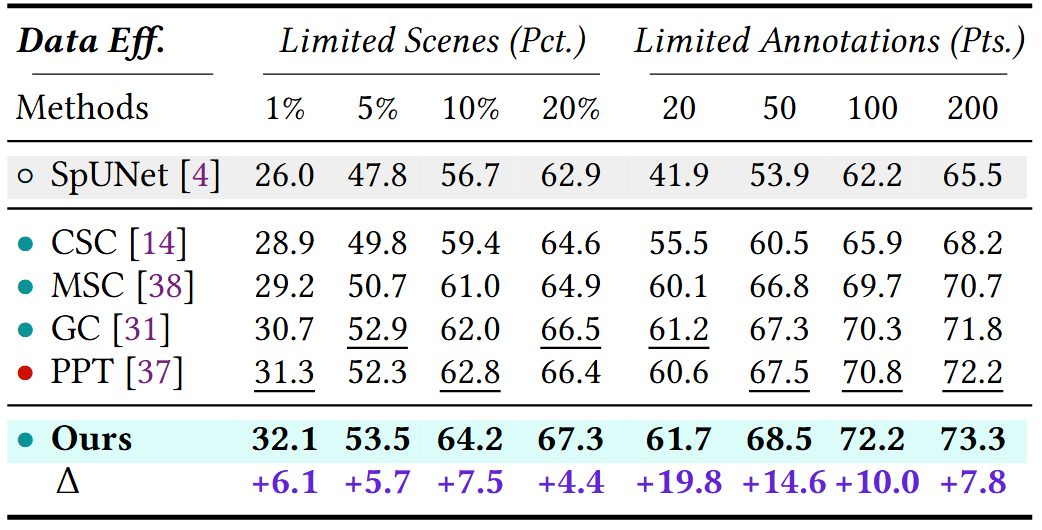 Data Eff. Limited Scenes (Pct.) Limited Annotations (Pts.)
Methods 1% 5% 10% 20% 20 50 100 200
○ SpUNet [4] 26.0 47.8 56.7 62.9 41.9 53.9 62.2 65.5
● CSC [14] 28.9 49.8 59.4 64.6 55.5 60.5 65.9 68.2
● MSC [38] 29.2 50.7 61.0 64.9 60.1 66.8 69.7 70.7
● GC [31] 30.7 52.9 62.0 66.5 61.2 67.3 70.3 71.8
● PPT [37] 31.3 52.3 62.8 66.4 60.6 67.5 70.8 72.2
● Ours 32.1 53.5 64.2 67.3 61.7 68.5 72.2 73.3
Δ +6.1 +5.7 +7.5 +4.4 +19.8 +14.6 +10.0 +7.8